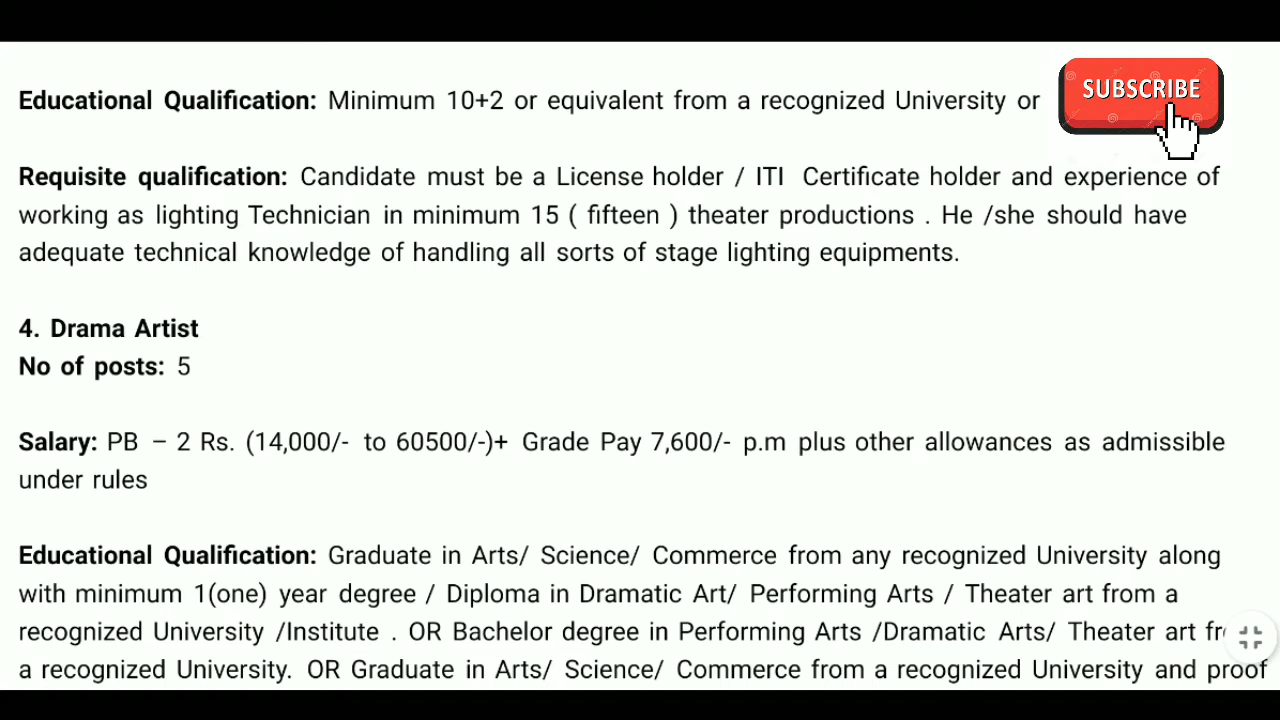 Educational Qualification: Minimum 10+2 or equivalent from a recognized University or
SUBSCRIBE
Requisite qualification: Candidate must be a License holder / ITI Certificate holder and experience of
working as lighting Technician in minimum 15 ( fifteen ) theater productions . He /she should have
adequate technical knowledge of handling all sorts of stage lighting equipments.
4. Drama Artist
No of posts: 5
Salary: PB – 2 Rs. (14,000/- to 60500/-)+ Grade Pay 7,600/- p.m plus other allowances as admissible
under rules
Educational Qualification: Graduate in Arts/ Science/ Commerce from any recognized University along
with minimum 1(one) year degree / Diploma in Dramatic Art/ Performing Arts / Theater art from a
recognized University /Institute . OR Bachelor degree in Performing Arts /Dramatic Arts/ Theater art
a recognized University. OR Graduate in Arts/ Science/ Commerce from a recognized University and proof